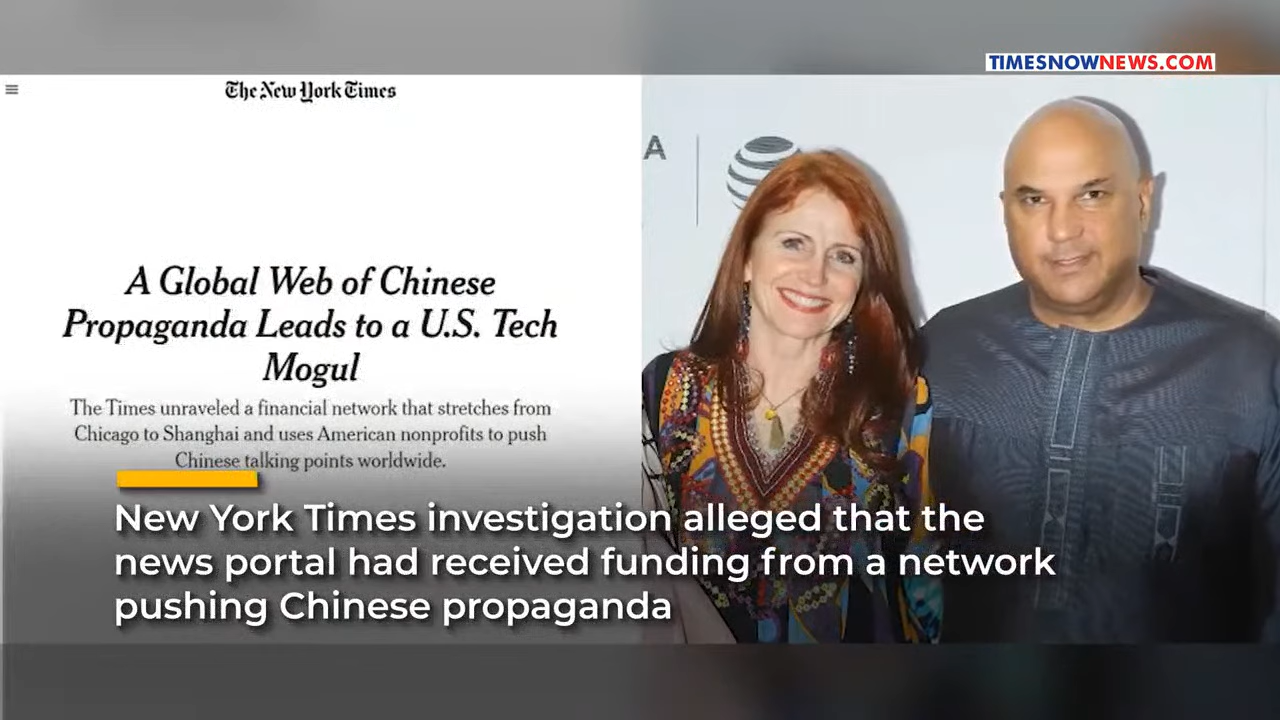 TIMESNOWNEWS.COM
The New York Times
A
A Global Web of Chinese
Propaganda Leads to a U.S. Tech
Mogul
The Times unraveled a financial network that stretches from
Chicago to Shanghai and uses American nonprofits to push
Chinese talking points worldwide.
New York Times investigation alleged that the
news portal had received funding from a network
pushing Chinese propaganda